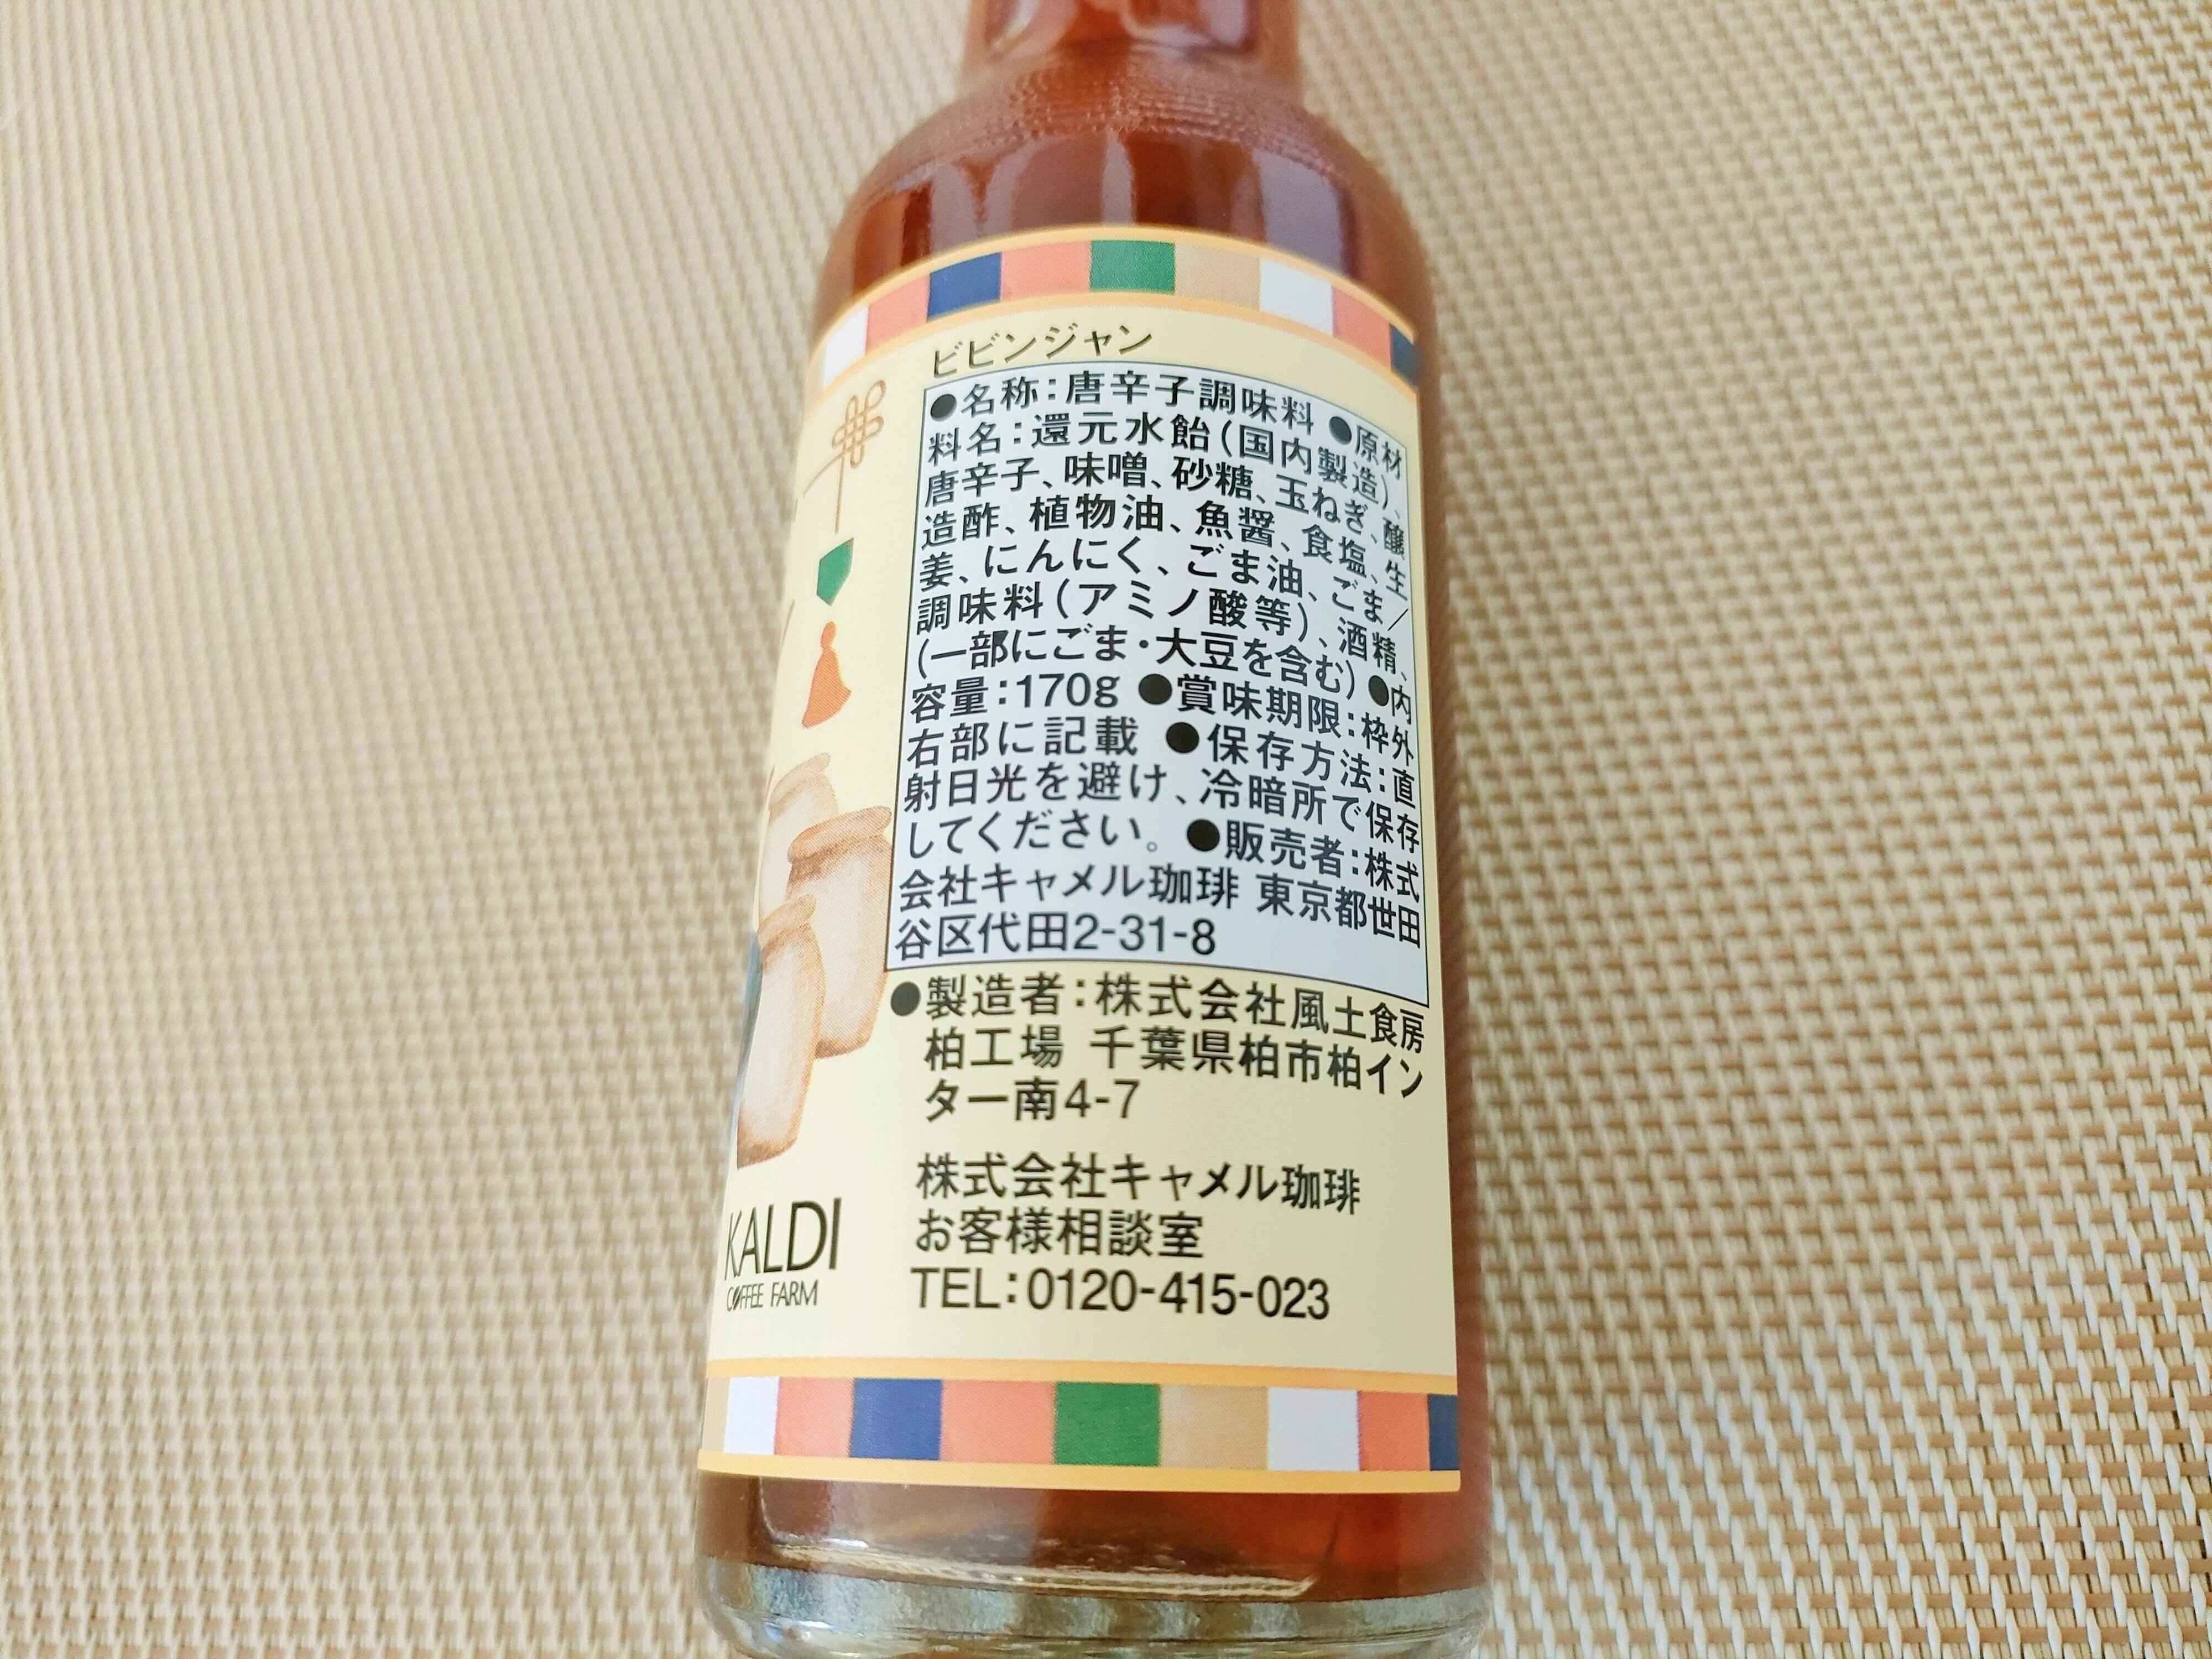 ビビンジャン
●名称:唐辛子調味料 ●原材
料名:還元水飴(国内製造)、
唐辛子、味噌、砂糖、玉ねぎ、醸
造酢、植物油、魚醤、食塩、生
姜、にんにく、ごま油、ごま/
調味料(アミノ酸等)、酒精、
(一部にごま・大豆を含む) ●内
容量:170g ●賞味期限:枠外
右部に記載 ●保存方法:直
射日光を避け、冷暗所で保存
してください。 ●販売者:株式
会社キャメル珈琲 東京都世田
谷区代田2-31-8
●製造者:株式会社風土食房
柏工場 千葉県柏市柏イン
ター南4-7
株式会社キャメル珈琲
お客様相談室
TEL:0120-415-023
KALDI
COFFEE FARM